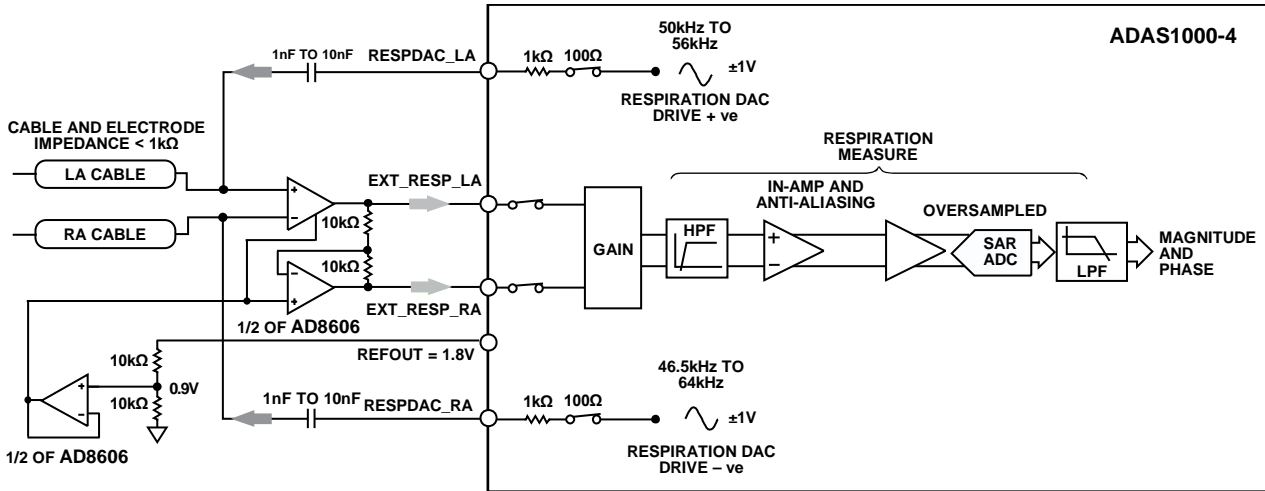 ADAS1000-4
50kHz TO
56kHz
±1V
RESPIRATION DAC
DRIVE + ve
1nF TO 10nF
RESPDAC_LA
1kΩ
100Ω
CABLE AND ELECTRODE
IMPEDANCE < 1kΩ
LA CABLE
RA CABLE
+
–
10kΩ
10kΩ
–
+
1/2 OF AD8606
EXT_RESP_LA
EXT_RESP_RA
REFOUT = 1.8V
GAIN
RESPIRATION
MEASURE
HPF
IN-AMP AND
ANTI-ALIASING
+
–
OVERSAMPLED
SAR
ADC
LPF
MAGNITUDE
AND
PHASE
10kΩ
0.9V
10kΩ
+
–
1/2 OF AD8606
1nF TO 10nF
RESPDAC_RA
1kΩ
100Ω
46.5kHz TO
64kHz
±1V
RESPIRATION DAC
DRIVE – ve